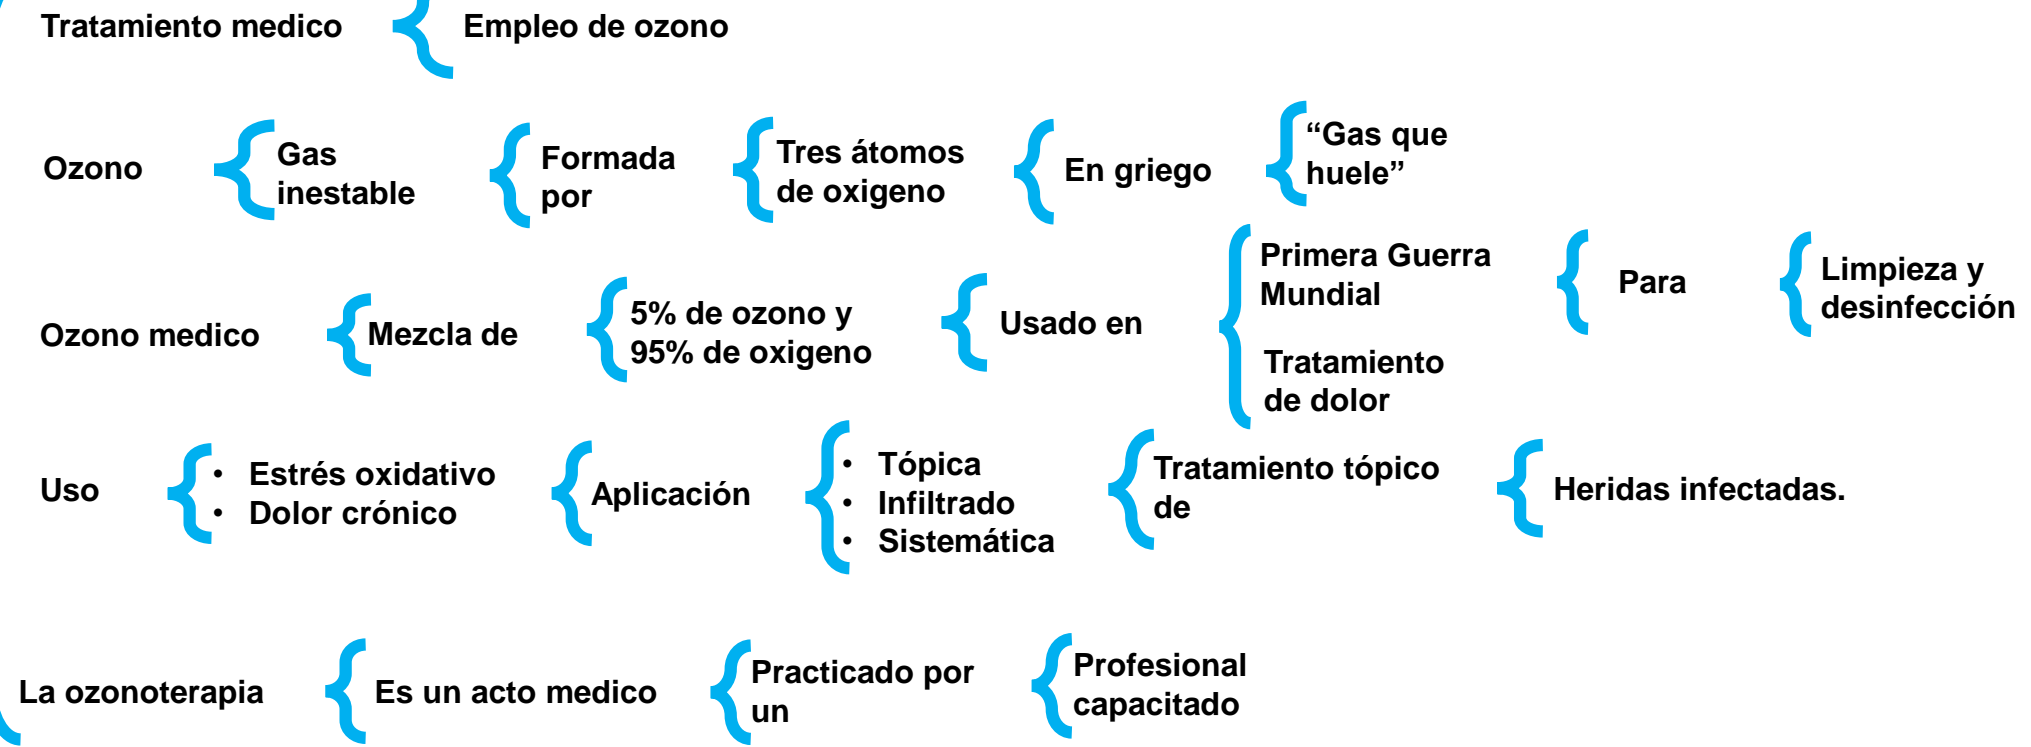 Tratamiento medico
Empleo de ozono
Ozono
Gas
inestable
Formada
por
Tres átomos
de oxigeno
En griego
“Gas que
huele”
Ozono medico
Mezcla de
5% de ozono y
95% de oxigeno
Usado en
Primera Guerra
Mundial
Tratamiento
de dolor
Para
Limpieza y
desinfección
Uso
• Estrés oxidativo
• Dolor crónico
Aplicación
• Tópica
• Infiltrado
• Sistemática
Tratamiento tópico
de
Heridas infectadas.
La ozonoterapia
Es un acto medico
Practicado por
un
Profesional
capacitado